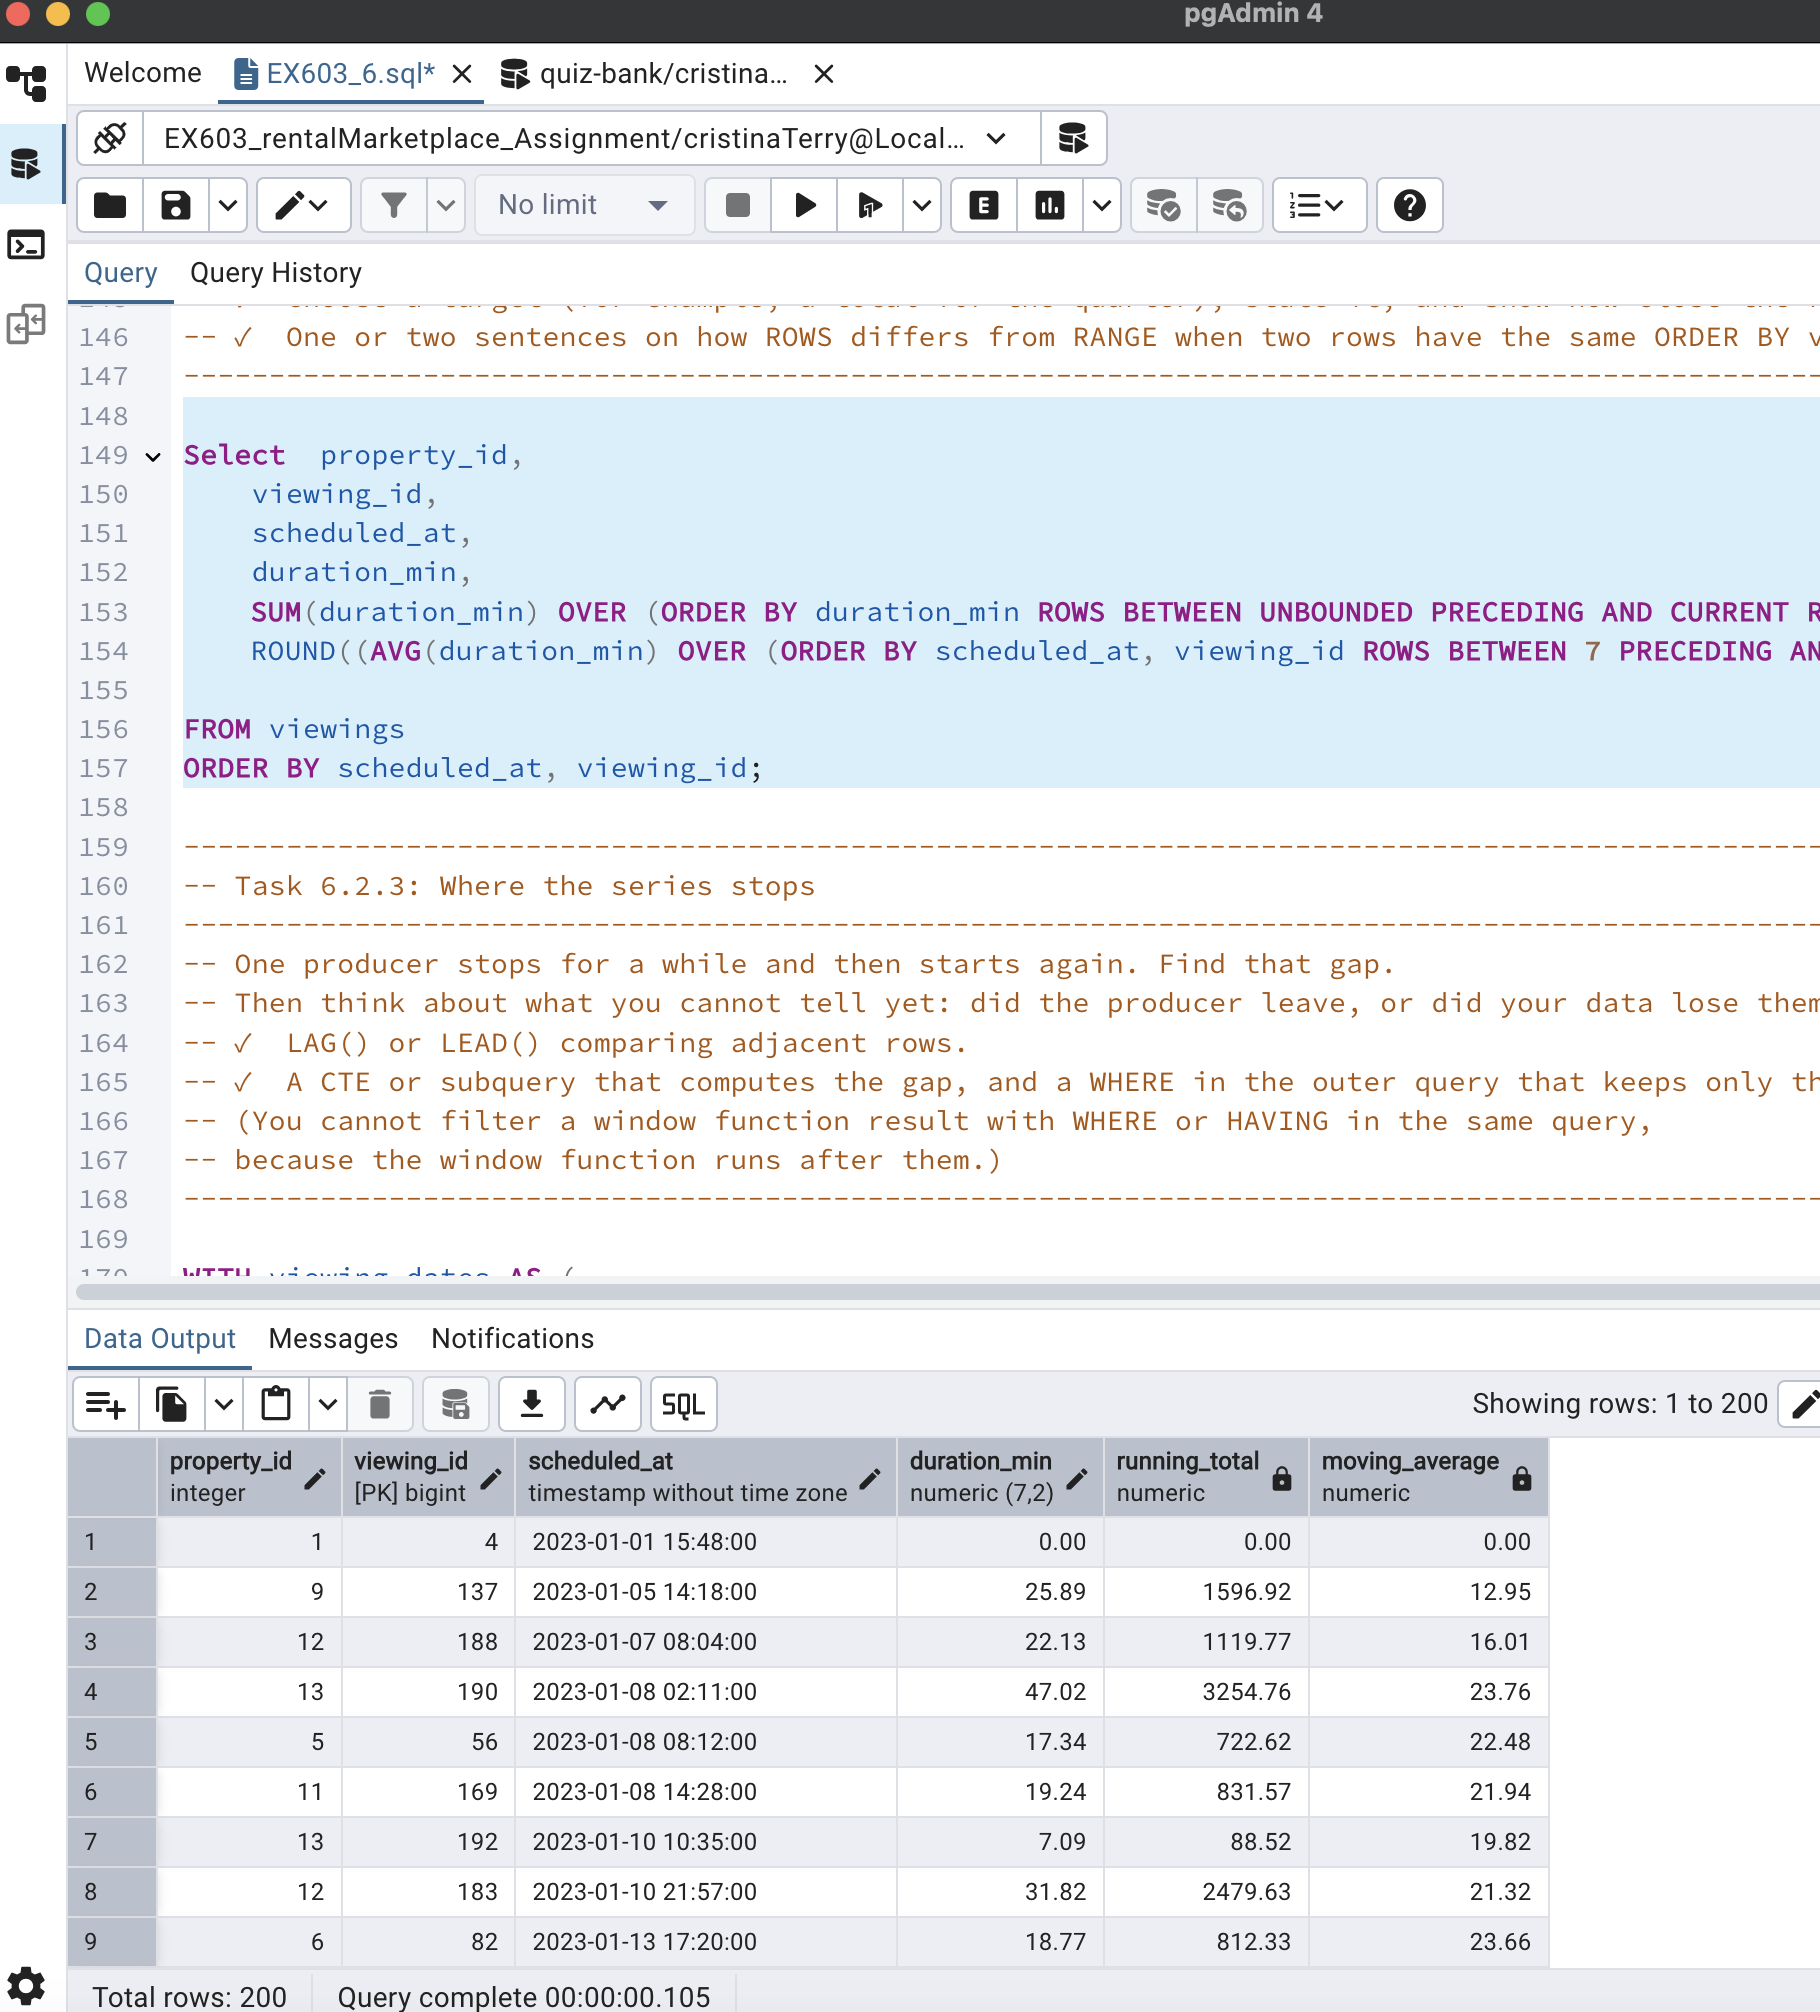 pgAdmin 4
Welcome EX603_6.sql* quiz-bank/cristina...
EX603_rentalMarketplace_Assignment/cristinaTerry@Local...
No limit E
Query Query History
146 -- ✓ One or two sentences on how ROWS differs from RANGE when two rows have the same ORDER BY v
147 --------------------------------------------------------------------------------
148
149 Select property_id,
150 viewing_id,
151 scheduled_at,
152 duration_min,
153 SUM(duration_min) OVER (ORDER BY duration_min ROWS BETWEEN UNBOUNDED PRECEDING AND CURRENT R
154 ROUND((AVG(duration_min) OVER (ORDER BY scheduled_at, viewing_id ROWS BETWEEN 7 PRECEDING AN
155
156 FROM viewings
157 ORDER BY scheduled_at, viewing_id;
158
159 --------------------------------------------------------------------------------
160 -- Task 6.2.3: Where the series stops
161 --------------------------------------------------------------------------------
162 -- One producer stops for a while and then starts again. Find that gap.
163 -- Then think about what you cannot tell yet: did the producer leave, or did your data lose them
164 -- ✓ LAG() or LEAD() comparing adjacent rows.
165 -- ✓ A CTE or subquery that computes the gap, and a WHERE in the outer query that keeps only th
166 -- (You cannot filter a window function result with WHERE or HAVING in the same query,
167 -- because the window function runs after them.)
168 --------------------------------------------------------------------------------
169
170 WITH viewing_dates AS (
Data Output Messages Notifications
SQL Showing rows: 1 to 200
property_id viewing_id scheduled_at duration_min running_total moving_average
integer [PK] bigint timestamp without time zone numeric (7,2) numeric numeric
1 1 4 2023-01-01 15:48:00 0.00 0.00 0.00
2 9 137 2023-01-05 14:18:00 25.89 1596.92 12.95
3 12 188 2023-01-07 08:04:00 22.13 1119.77 16.01
4 13 190 2023-01-08 02:11:00 47.02 3254.76 23.76
5 5 56 2023-01-08 08:12:00 17.34 722.62 22.48
6 11 169 2023-01-08 14:28:00 19.24 831.57 21.94
7 13 192 2023-01-10 10:35:00 7.09 88.52 19.82
8 12 183 2023-01-10 21:57:00 31.82 2479.63 21.32
9 6 82 2023-01-13 17:20:00 18.77 812.33 23.66
Total rows: 200 Query complete 00:00:00.105